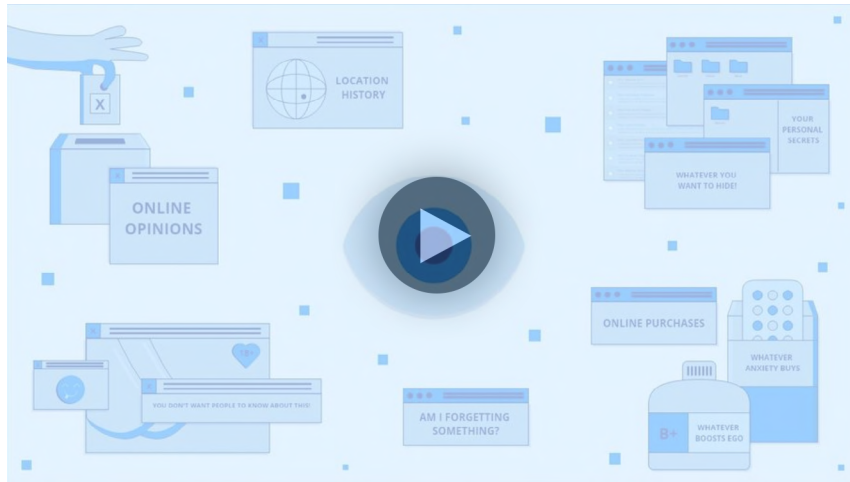 X
LOCATION
HISTORY
YOUR
PERSONAL
SECRETS
WHATEVER YOU
WANT TO HIDE!
ONLINE
OPINIONS
ONLINE PURCHASES
18+
WHATEVER
ANXIETY BUYS
YOU DON'T WANT PEOPLE TO KNOW ABOUT THIS!
AM I FORGETTING
SOMETHING?
B+
WHATEVER
BOOSTS EGO